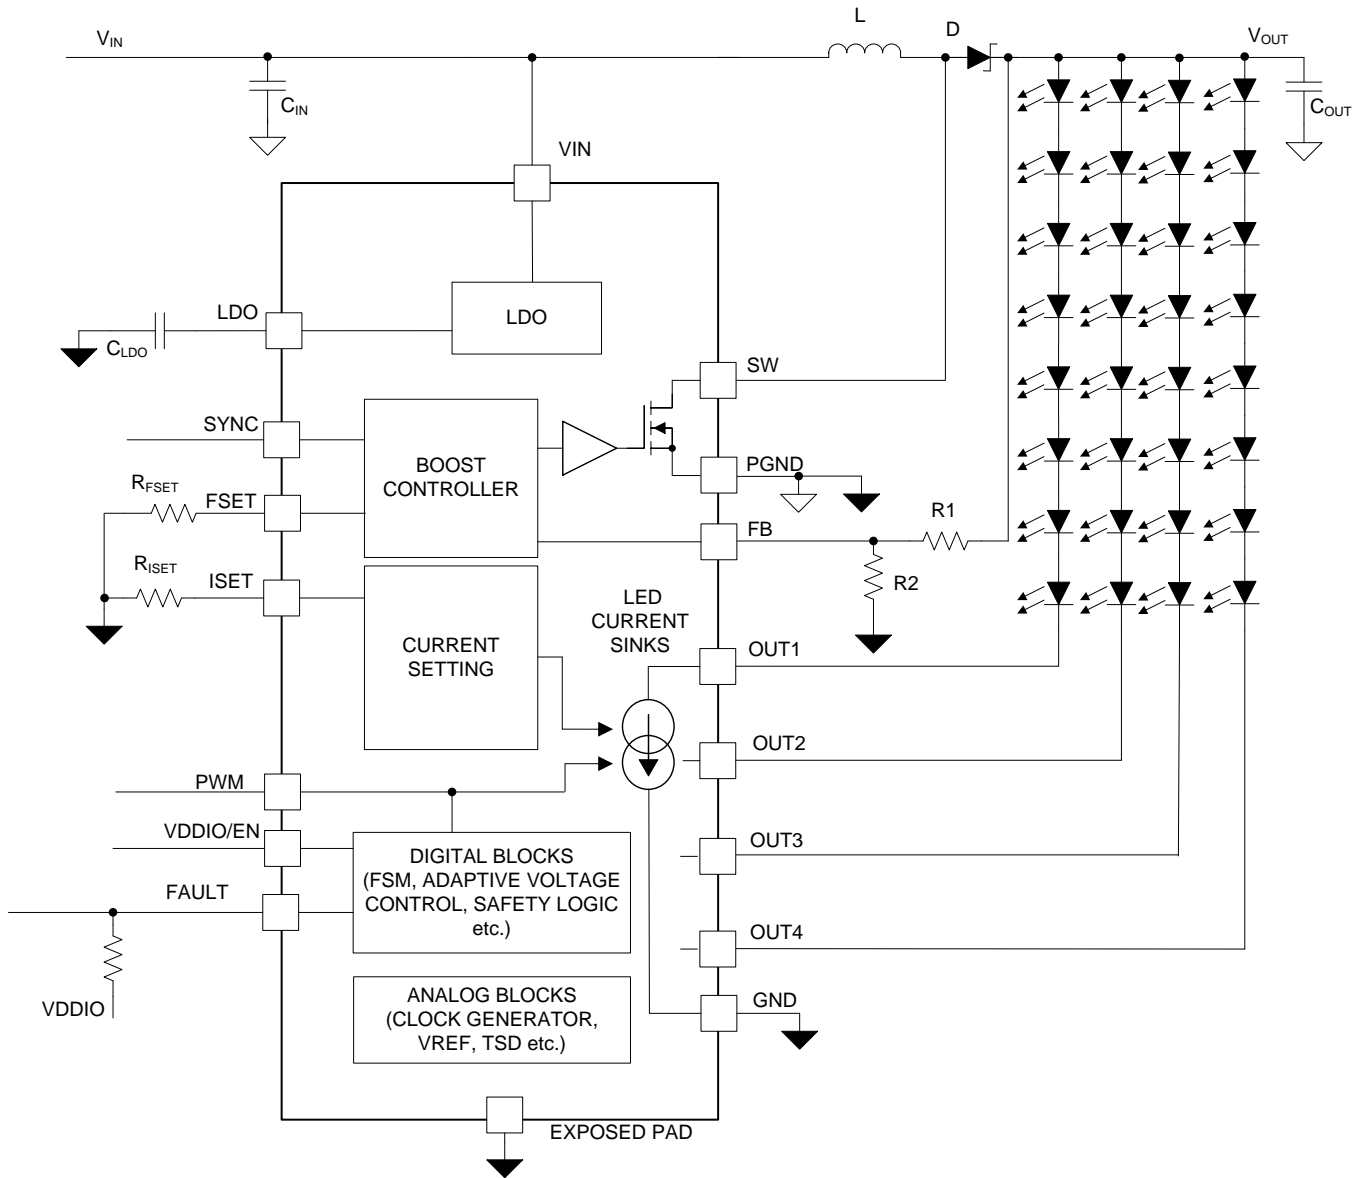 L
D
VIN
VOUT
CIN
COUT
VIN
LDO
LDO
CLDO
SW
SYNC
BOOST
CONTROLLER
PGND
RFSET
FSET
R1
FB
RISET
ISET
R2
LED
CURRENT
SINKS
CURRENT
SETTING
OUT1
OUT2
PWM
VDDIO/EN
OUT3
DIGITAL BLOCKS
(FSM, ADAPTIVE VOLTAGE
CONTROL, SAFETY LOGIC
etc.)
FAULT
OUT4
VDDIO
ANALOG BLOCKS
(CLOCK GENERATOR,
VREF, TSD etc.)
GND
EXPOSED PAD